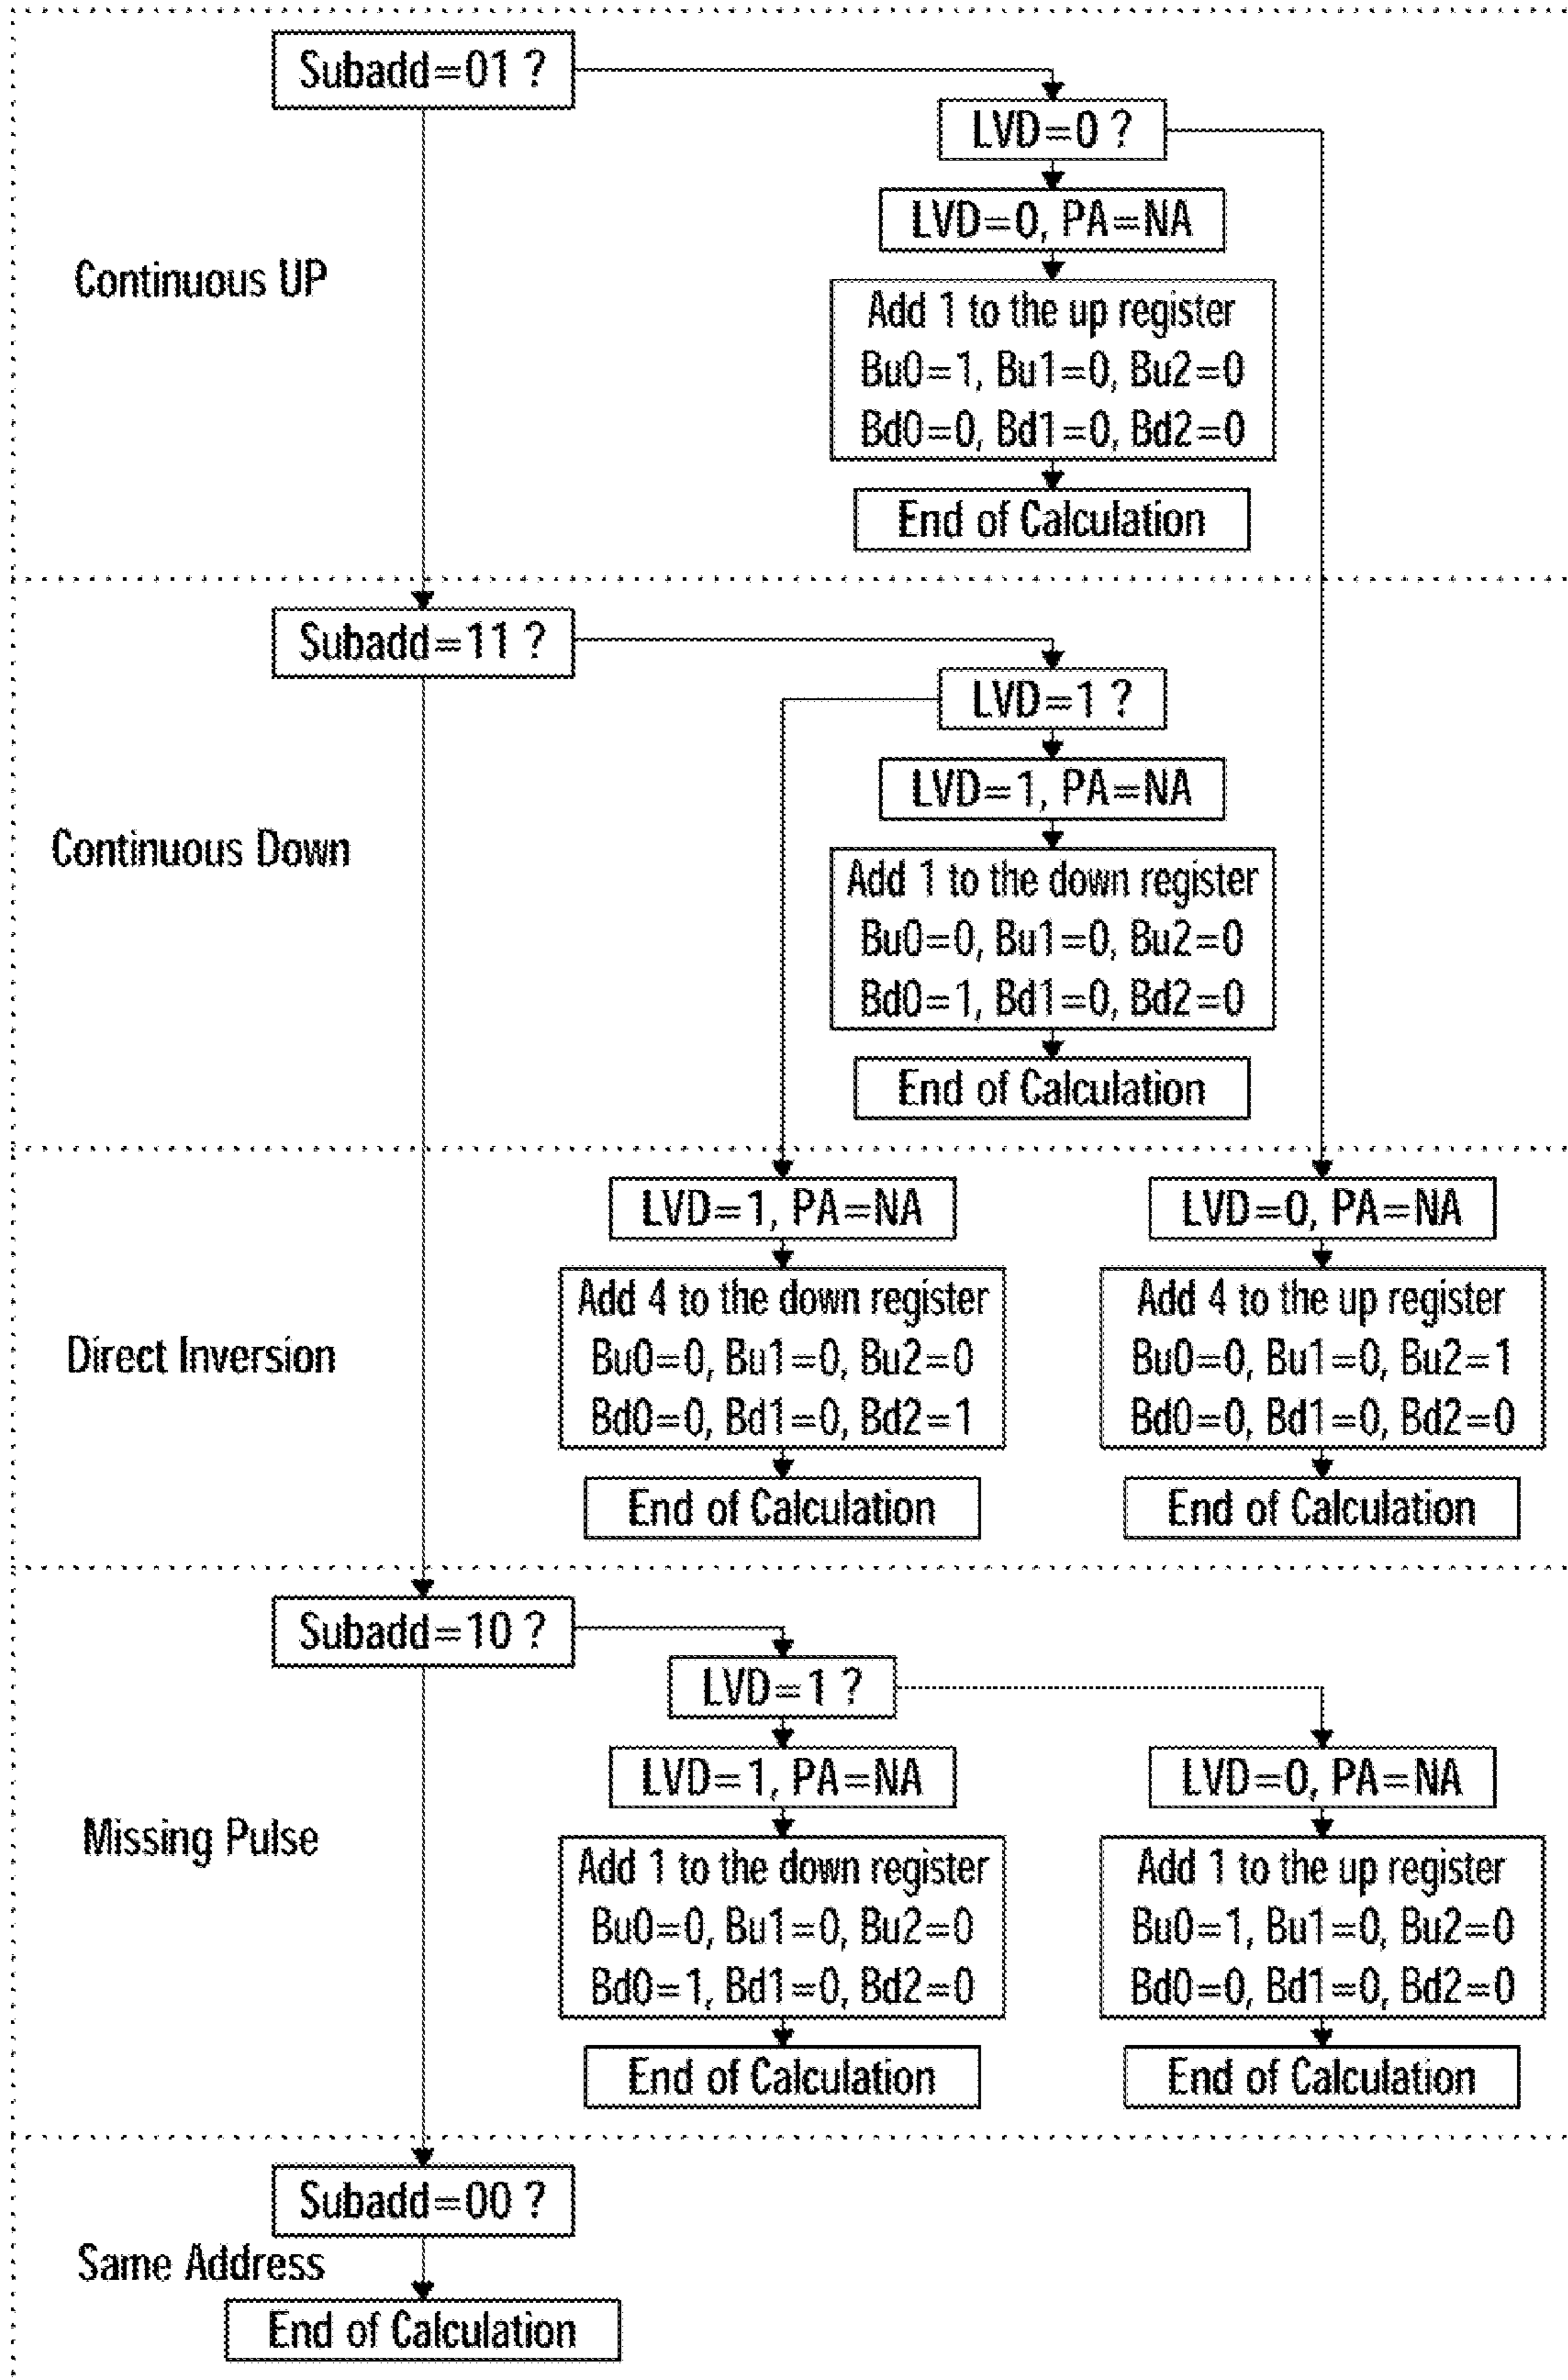 Subadd=01 ?
LVD=0 ?
LVD=0, PA=NA
Continuous UP
Add 1 to the up register
Bu0=1, Bu1=0, Bu2=0
Bd0=0, Bd1=0, Bd2=0
End of Calculation
Subadd=11 ?
LVD=1 ?
LVD=1, PA=NA
Continuous Down
Add 1 to the down register
Bu0=0, Bu1=0, Bu2=0
Bd0=1, Bd1=0, Bd2=0
End of Calculation
LVD=1, PA=NA
LVD=0, PA=NA
Direct Inversion
Add 4 to the down register
Bu0=0, Bu1=0, Bu2=0
Bd0=0, Bd1=0, Bd2=1
End of Calculation
Add 4 to the up register
Bu0=0, Bu1=0, Bu2=1
Bd0=0, Bd1=0, Bd2=0
End of Calculation
Subadd=10 ?
LVD=1 ?
LVD=1, PA=NA
LVD=0, PA=NA
Missing Pulse
Add 1 to the down register
Bu0=0, Bu1=0, Bu2=0
Bd0=1, Bd1=0, Bd2=0
End of Calculation
Add 1 to the up register
Bu0=1, Bu1=0, Bu2=0
Bd0=0, Bd1=0, Bd2=0
End of Calculation
Subadd=00 ?
Same Address
End of Calculation